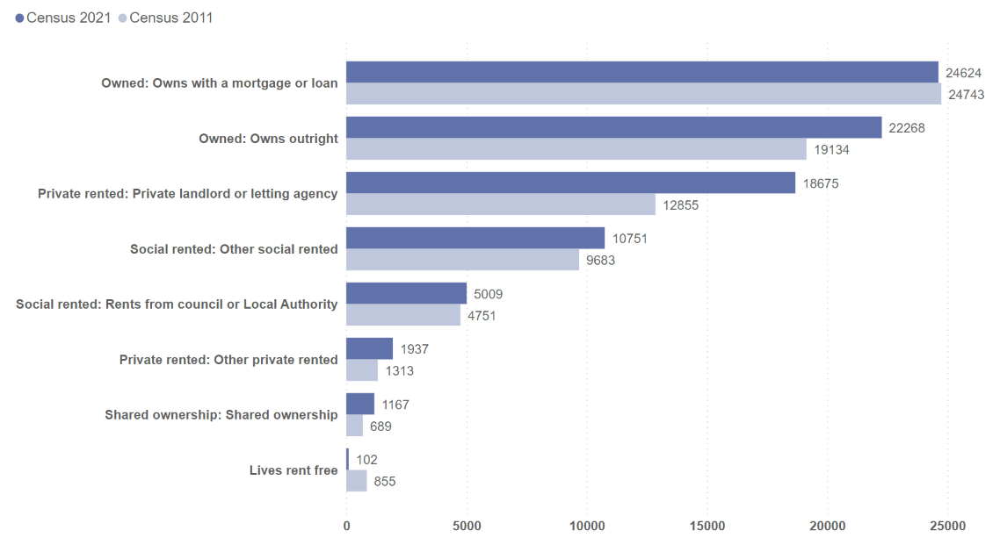 Census 2021 Census 2011
Owned: Owns with a mortgage or loan
24624
24743
Owned: Owns outright
22268
19134
Private rented: Private landlord or letting agency
18675
12855
Social rented: Other social rented
10751
9683
Social rented: Rents from council or Local Authority
5009
4751
Private rented: Other private rented
1937
1313
Shared ownership: Shared ownership
1167
689
Lives rent free
102
855
0 5000 10000 15000 20000 25000